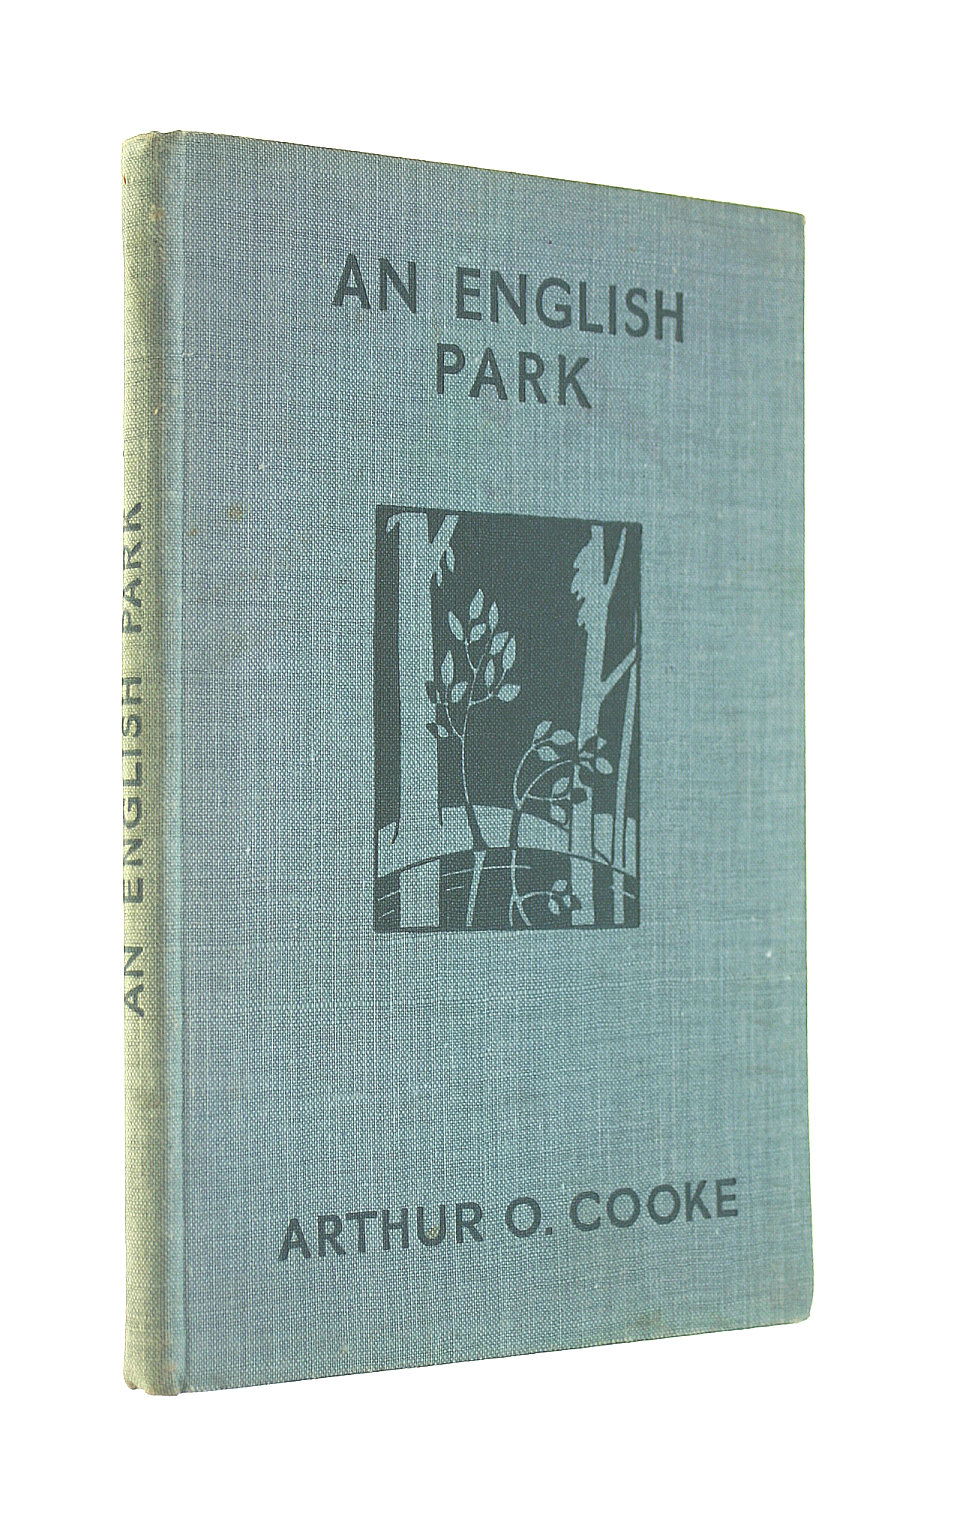 AN ENGLISH
PARK
ARTHUR O. COOKE
AN ENGLISH PARK